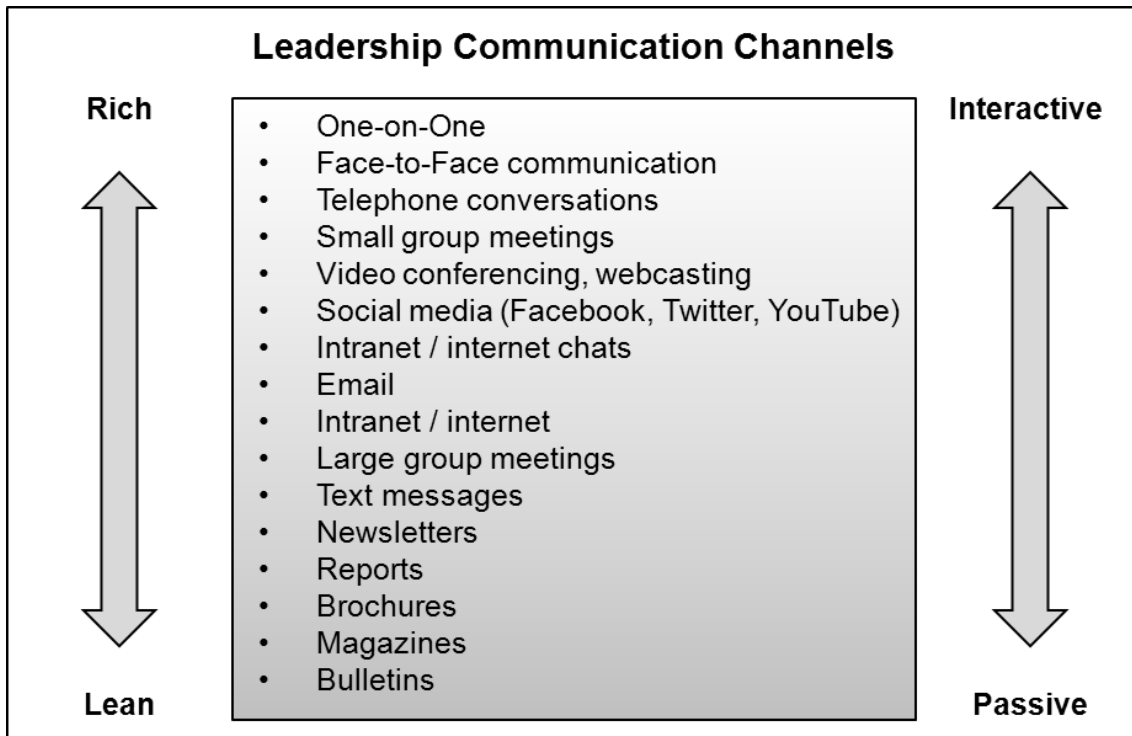 Leadership Communication Channels
Rich
Interactive
• One-on-One
• Face-to-Face communication
• Telephone conversations
• Small group meetings
• Video conferencing, webcasting
• Social media (Facebook, Twitter, YouTube)
• Intranet / internet chats
• Email
• Intranet / internet
• Large group meetings
• Text messages
• Newsletters
• Reports
• Brochures
• Magazines
• Bulletins
Lean
Passive